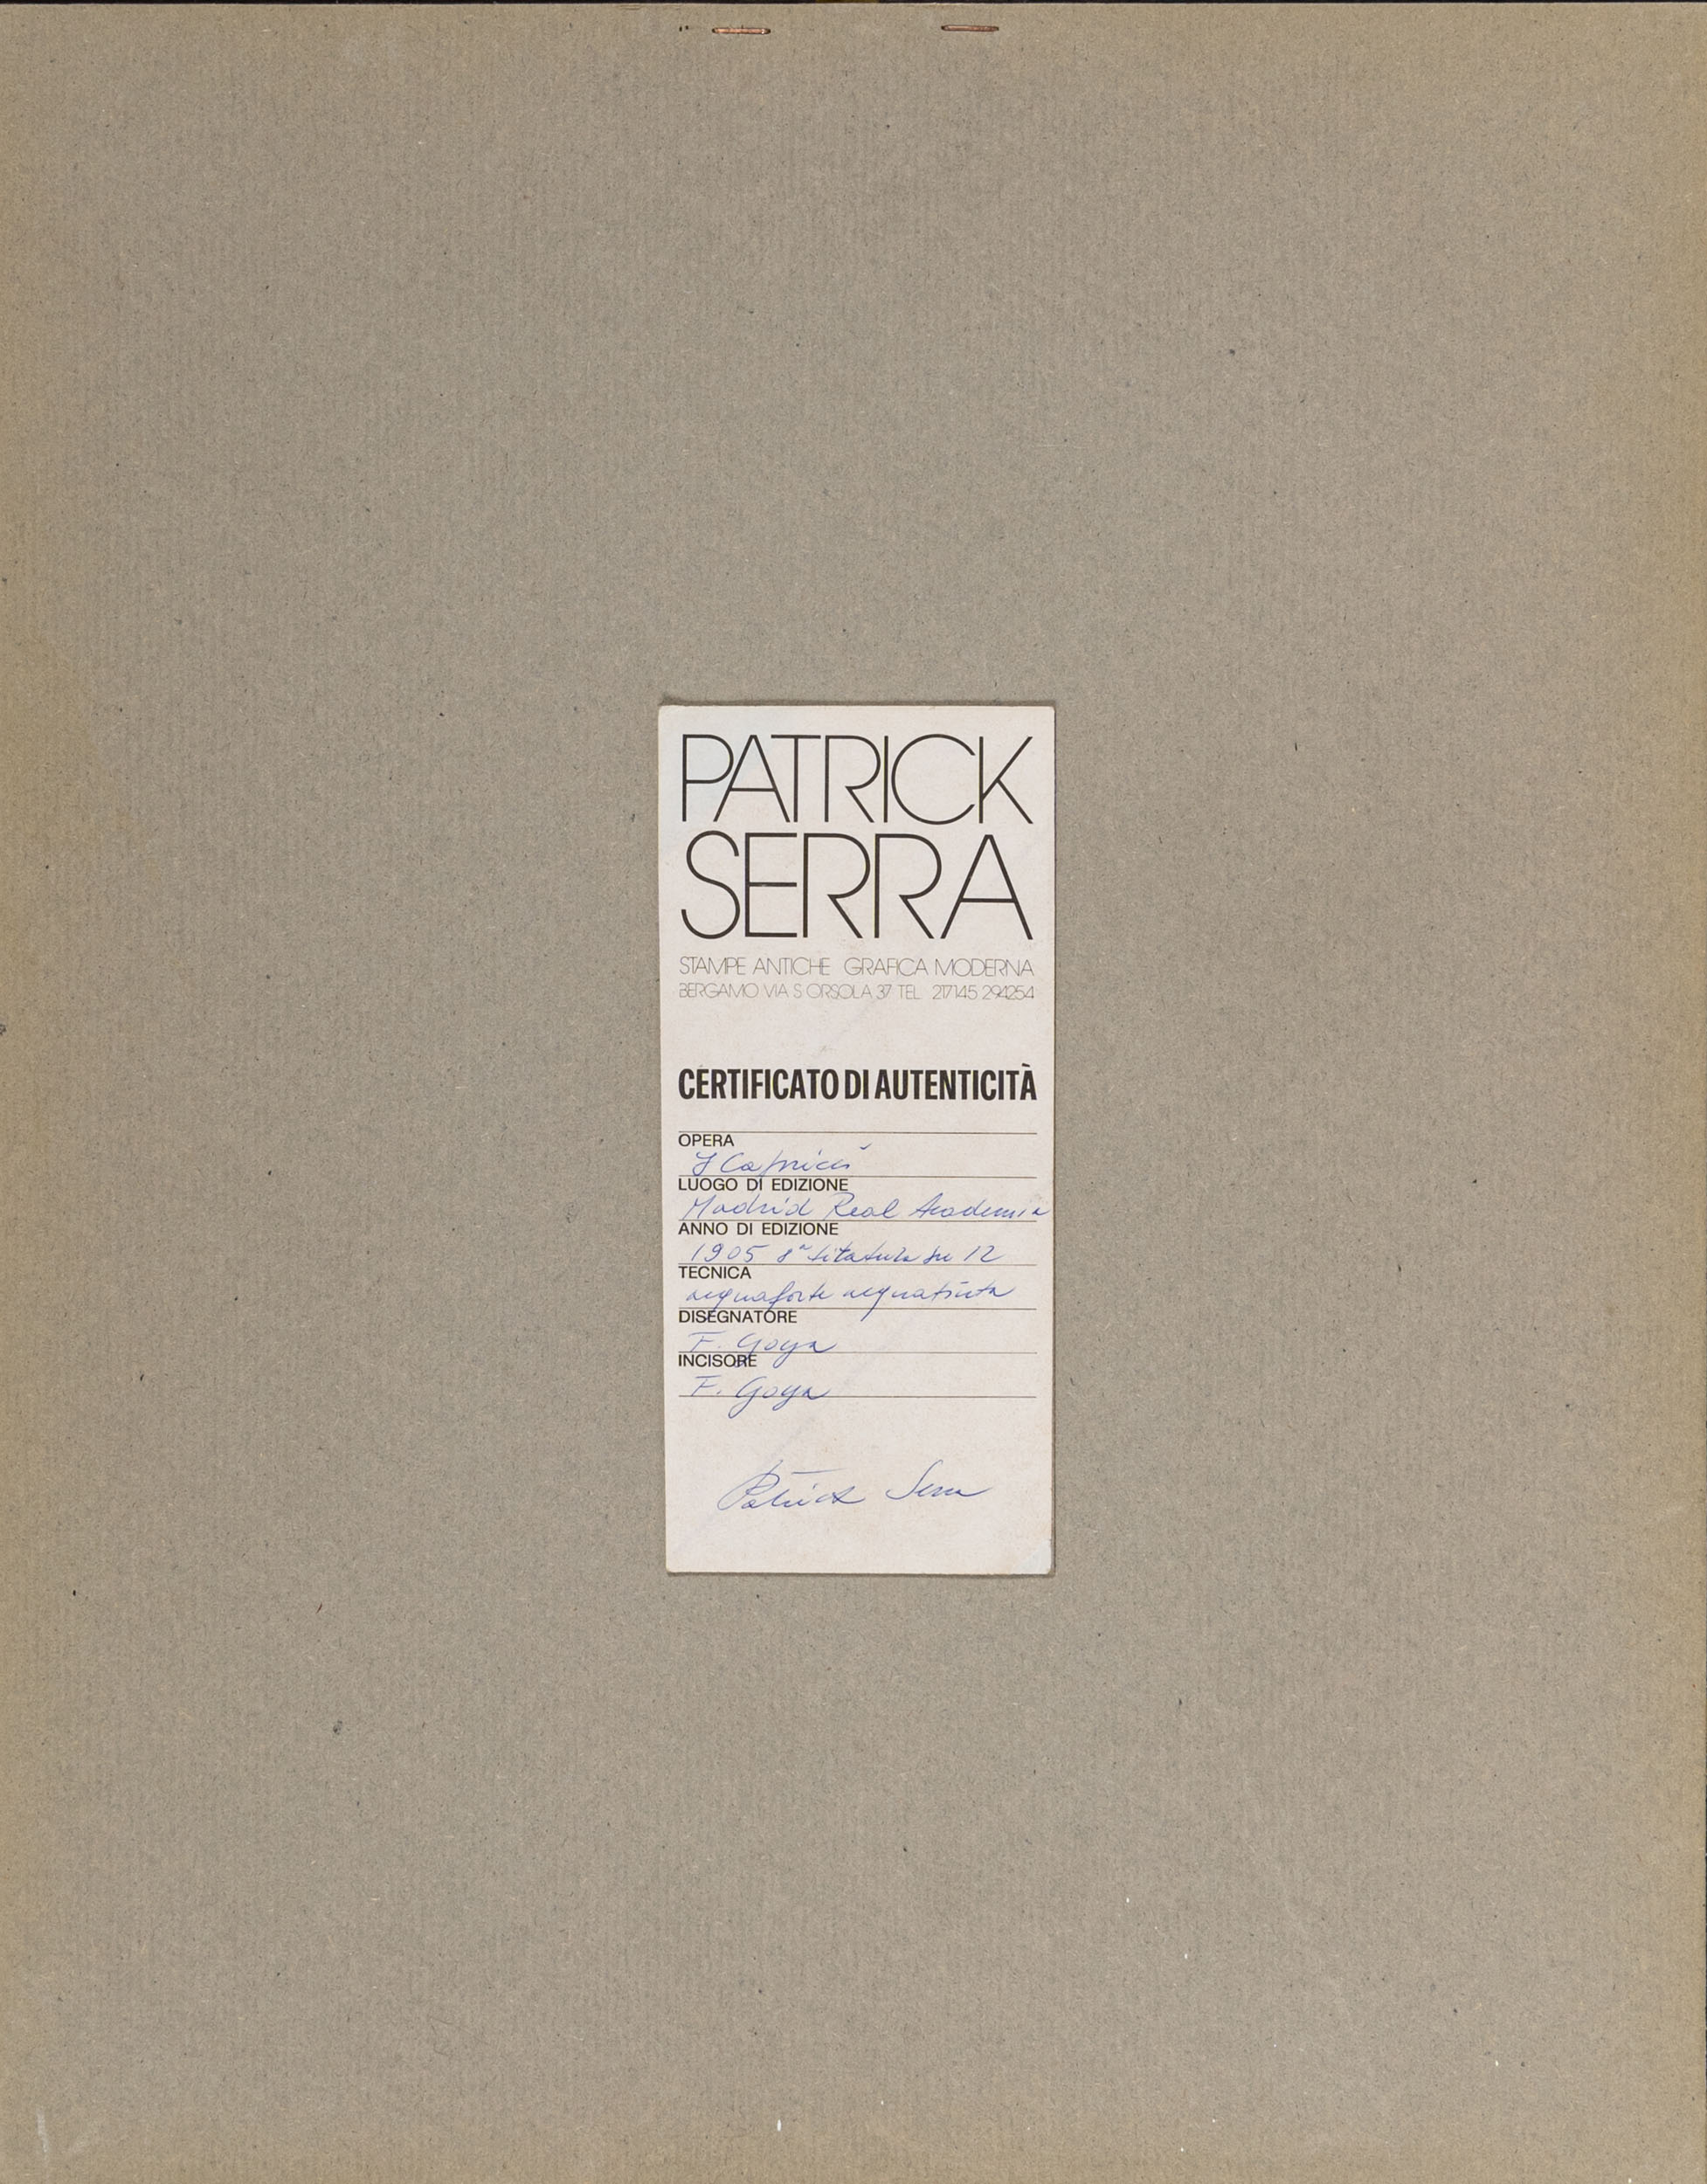 PATRICK
SERRA
STAMPE ANTICHE GRAFICA MODERNA
BERGAMO VIA S ORSOLA 37 TEL 217145 294254
CERTIFICATO DI AUTENTICITÀ
OPERA
I Capricci
LUOGO DI EDIZIONE
Madrid Real Academia
ANNO DI EDIZIONE
1905 8ª titatura su 12
TECNICA
acquaforte acquatinta
DISEGNATORE
F. Goya
INCISORE
F. Goya
Patrick Serra